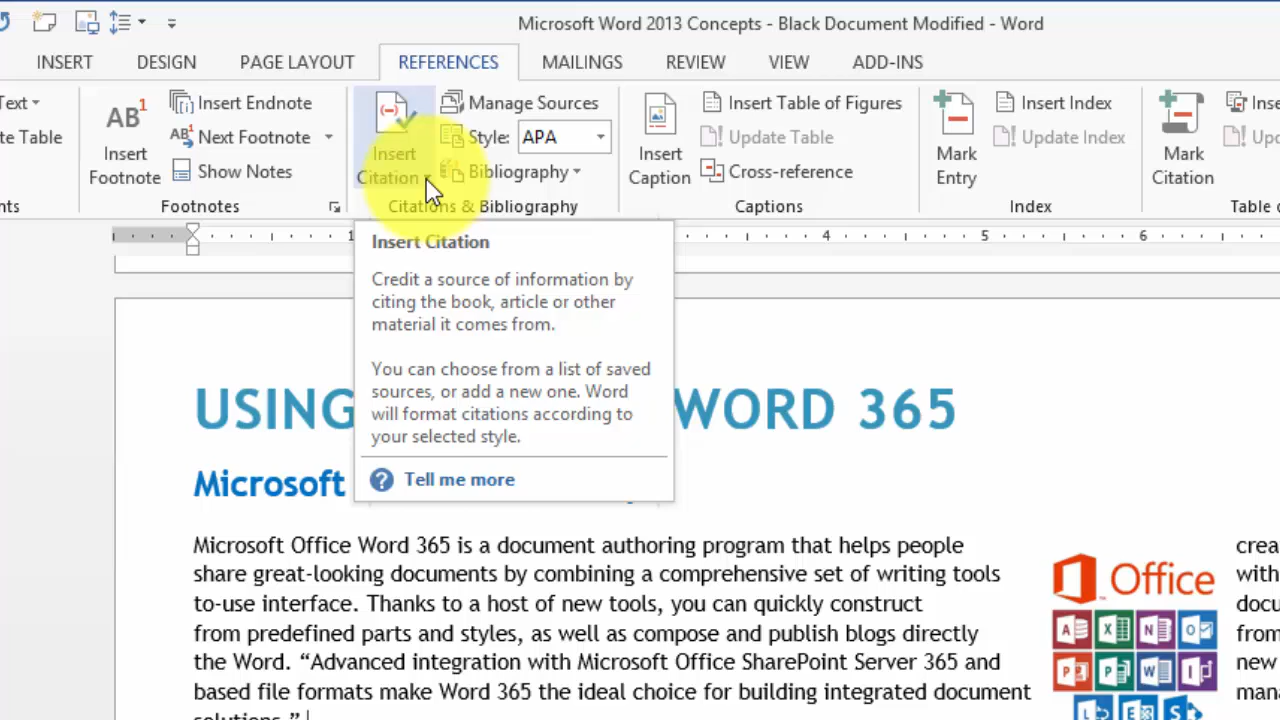 Microsoft Word 2013 Concepts - Black Document Modified - Word
INSERT DESIGN PAGE LAYOUT REFERENCES MAILINGS REVIEW VIEW ADD-INS
Text
AB1
Insert Endnote
Manage Sources
Insert Table of Figures
Insert Index
te Table
Next Footnote
Style: APA
Update Table
Update Index
Insert
Footnote
Show Notes
Insert
Citation
Bibliography
Insert
Caption
Cross-reference
Mark
Entry
Mark
Citation
nts
Footnotes
Citations & Bibliography
Captions
Index
Table o
1 4 5 6
Insert Citation
Credit a source of information by
citing the book, article or other
material it comes from.
You can choose from a list of saved
sources, or add a new one. Word
will format citations according to
your selected style.
Tell me more
USING WORD 365
Microsoft
Microsoft Office Word 365 is a document authoring program that helps people
share great-looking documents by combining a comprehensive set of writing tools
to-use interface. Thanks to a host of new tools, you can quickly construct
from predefined parts and styles, as well as compose and publish blogs directly
the Word. “Advanced integration with Microsoft Office SharePoint Server 365 and
based file formats make Word 365 the ideal choice for building integrated document
solutions.”
Office
crea
with
docu
from
new
mana